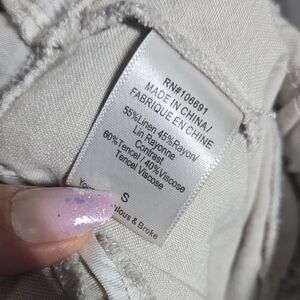 RN#106691
MADE IN CHINA/
FABRIQUE EN CHINE
55%Linen 45%Rayon/
Lin Rayonne
Contrast
60%Tencel / 40%Viscose
Tencel Viscose
S
& Broke